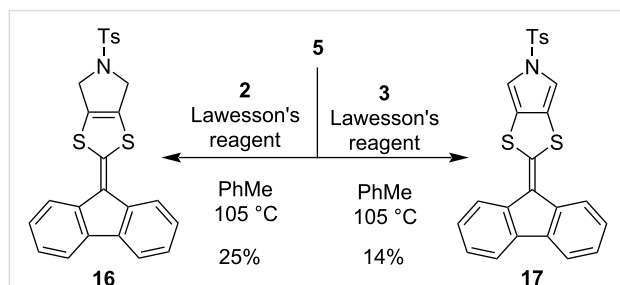 Ts
N
S
S
16
5
2
Lawesson's
reagent
PhMe
105 °C
25%
3
Lawesson's
reagent
PhMe
105 °C
14%
Ts
N
S
S
17